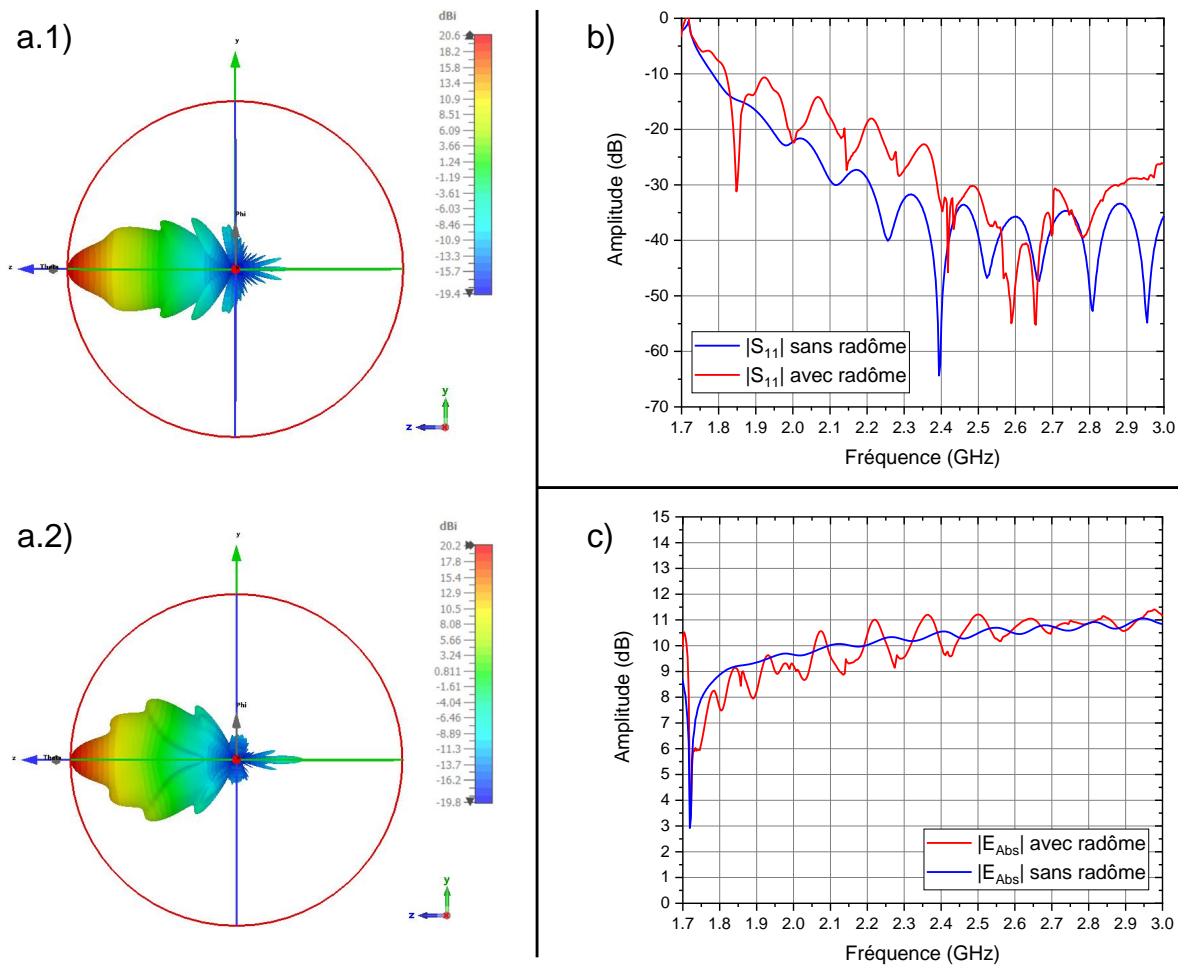 a.1)
dBi
20.6
18.2
15.8
13.4
10.9
8.51
6.09
3.66
1.24
-1.19
-3.61
-6.03
-8.46
-10.9
-13.3
-15.7
-19.4
y
z
Theta
Phi
y
z
a.2)
dBi
20.2
17.8
15.4
12.9
10.5
8.08
5.66
3.24
0.811
-1.61
-4.04
-6.46
-8.89
-11.3
-13.7
-16.2
-19.8
y
z
Theta
Phi
y
z
b)
Amplitude (dB)
0
-10
-20
-30
-40
-50
-60
-70
|S11| sans radôme
|S11| avec radôme
1.7 1.8 1.9 2.0 2.1 2.2 2.3 2.4 2.5 2.6 2.7 2.8 2.9 3.0
Fréquence (GHz)
c)
Amplitude (dB)
15
14
13
12
11
10
9
8
7
6
5
4
3
2
1
0
|EAbs| avec radôme
|EAbs| sans radôme
1.7 1.8 1.9 2.0 2.1 2.2 2.3 2.4 2.5 2.6 2.7 2.8 2.9 3.0
Fréquence (GHz)